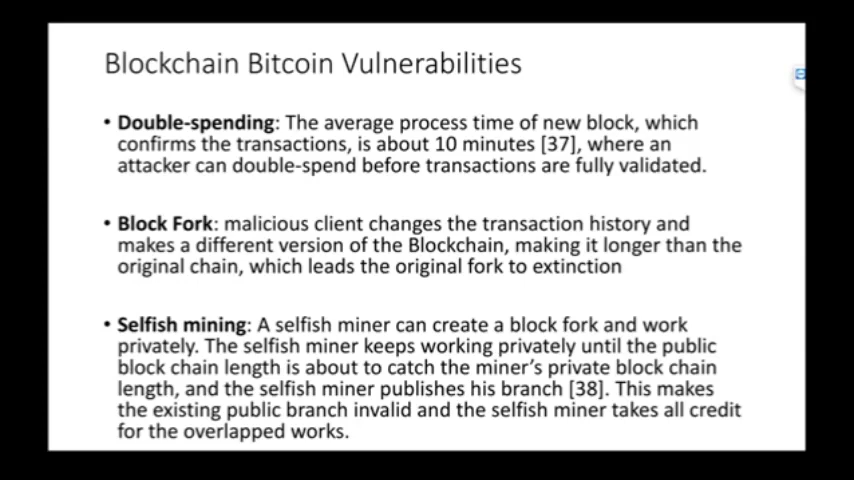 Blockchain Bitcoin Vulnerabilities
• Double-spending: The average process time of new block, which
confirms the transactions, is about 10 minutes [37], where an
attacker can double-spend before transactions are fully validated.
• Block Fork: malicious client changes the transaction history and
makes a different version of the Blockchain, making it longer than the
original chain, which leads the original fork to extinction
• Selfish mining: A selfish miner can create a block fork and work
privately. The selfish miner keeps working privately until the public
block chain length is about to catch the miner's private block chain
length, and the selfish miner publishes his branch [38]. This makes
the existing public branch invalid and the selfish miner takes all credit
for the overlapped works.